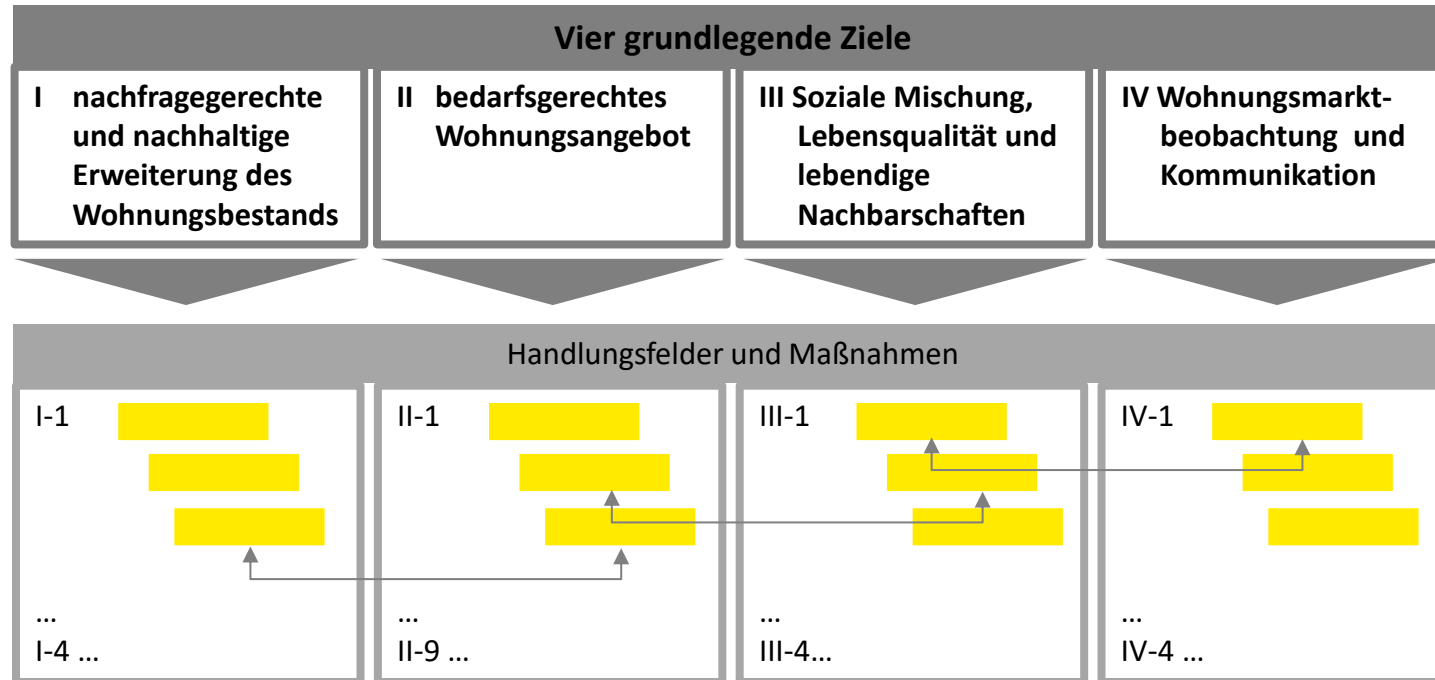 Vier grundlegende Ziele
I nachfragegerechte
und nachhaltige
Erweiterung des
Wohnungsbestands
II bedarfsgerechtes
Wohnungsangebot
III Soziale Mischung,
Lebensqualität und
lebendige
Nachbarschaften
IV Wohnungsmarkt-
beobachtung und
Kommunikation
Handlungsfelder und Maßnahmen
I-1
...
I-4 ...
II-1
...
II-9 ...
III-1
...
III-4...
IV-1
...
IV-4 ...